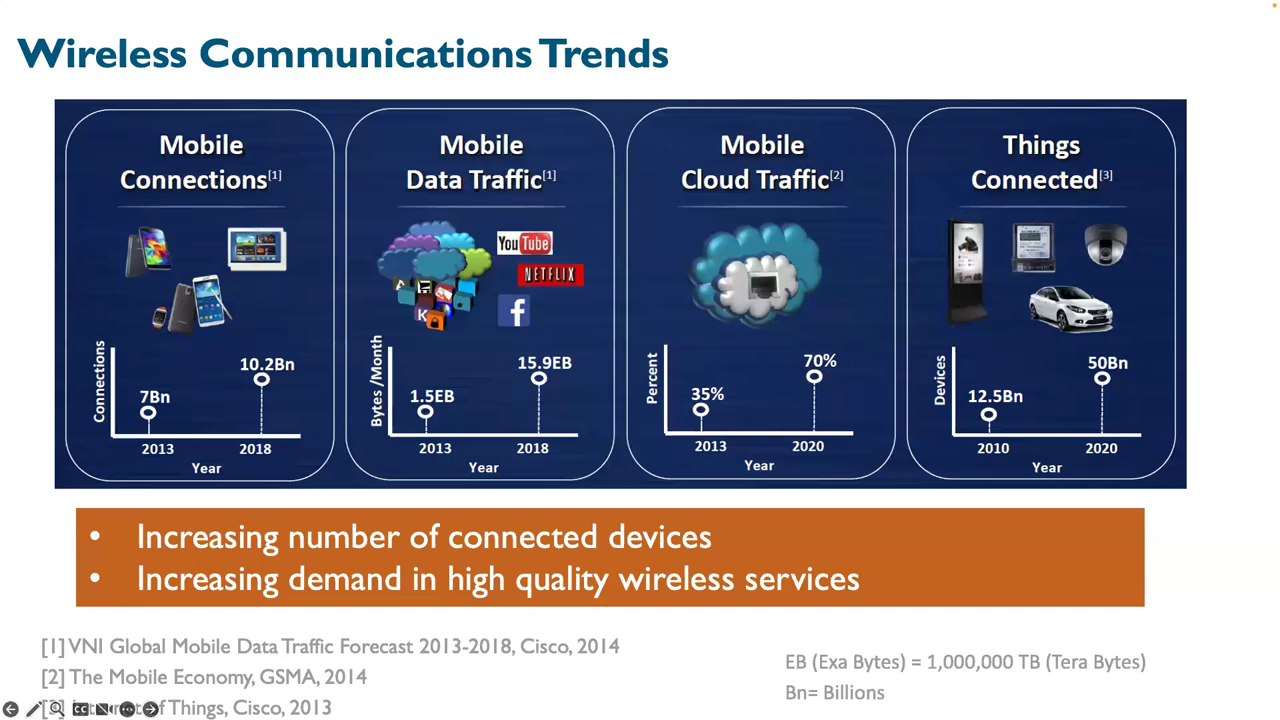 Wireless Communications Trends
Mobile
Connections[1]
Connections
7Bn
10.2Bn
2013
2018
Year
Mobile
Data Traffic[1]
YouTube
NETFLIX
f
K
Bytes /Month
1.5EB
15.9EB
2013
2018
Year
Mobile
Cloud Traffic[2]
Percent
35%
70%
2013
2020
Year
Things
Connected[3]
Devices
12.5Bn
50Bn
2010
2020
Year
• Increasing number of connected devices
• Increasing demand in high quality wireless services
[1] VNI Global Mobile Data Traffic Forecast 2013-2018, Cisco, 2014
[2] The Mobile Economy, GSMA, 2014
of Things, Cisco, 2013
EB (Exa Bytes) = 1,000,000 TB (Tera Bytes)
Bn= Billions